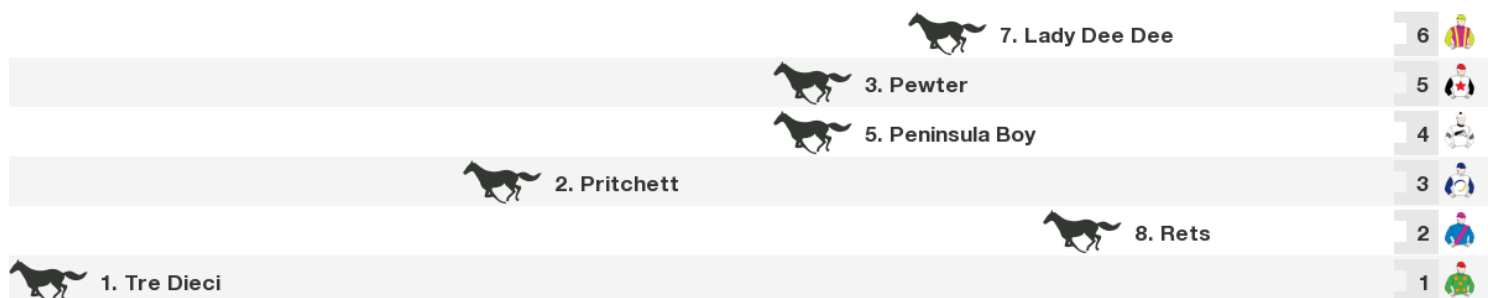 7. Lady Dee Dee 6
3. Pewter 5
5. Peninsula Boy 4
2. Pritchett 3
8. Rets 2
1. Tre Dieci 1